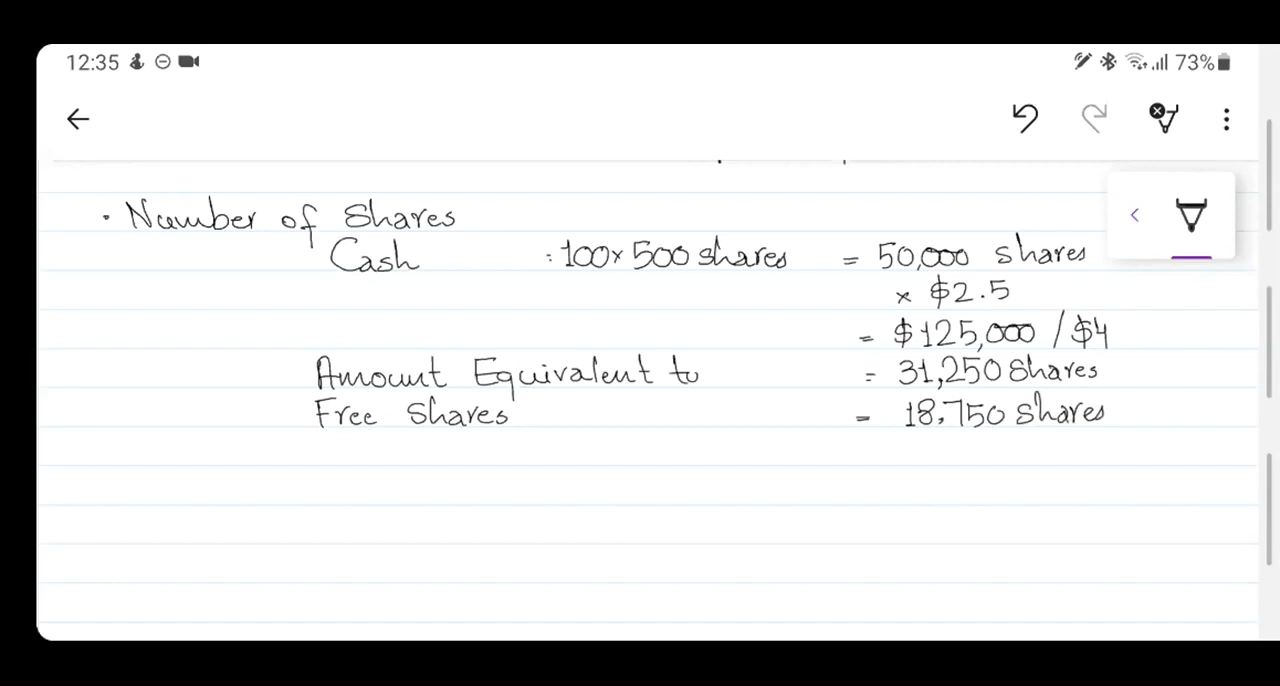 12:35 73%
· Number of Shares
Cash : 100 × 500 shares = 50,000 shares
× $2.5
= $125,000 / $4
Amount Equivalent to = 31,250 Shares
Free Shares = 18,750 Shares